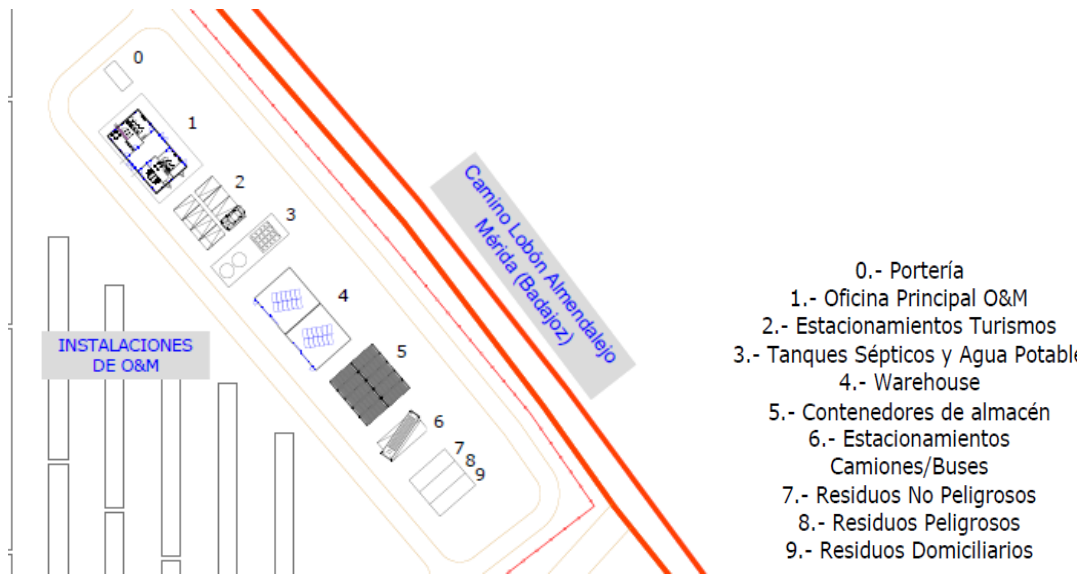 0
1
2
3
4
5
6
7
8
9
Camino Lobón Almendalejo
Mérida (Badajoz)
INSTALACIONES
DE O&M
0.- Portería
1.- Oficina Principal O&M
2.- Estacionamientos Turismos
3.- Tanques Sépticos y Agua Potable
4.- Warehouse
5.- Contenedores de almacén
6.- Estacionamientos
Camiones/Buses
7.- Residuos No Peligrosos
8.- Residuos Peligrosos
9.- Residuos Domiciliarios